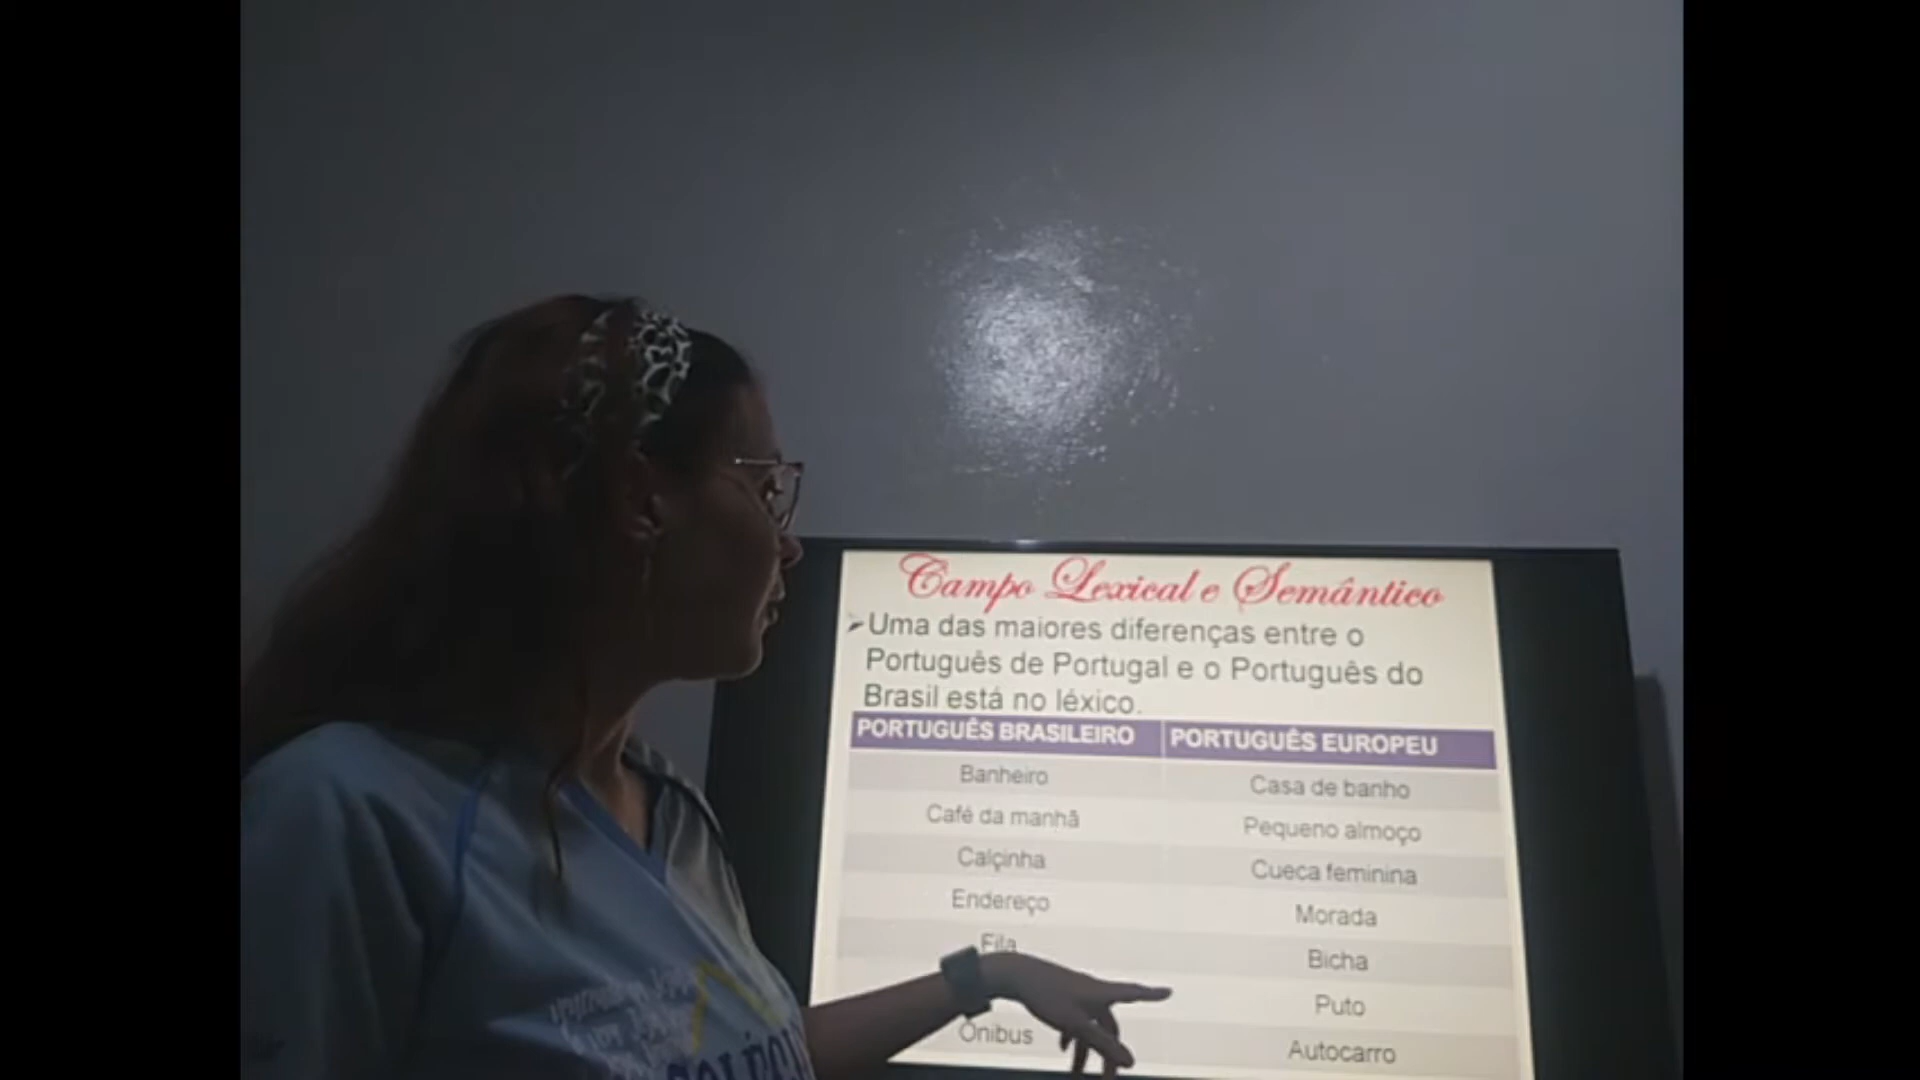 Campo Lexical e Semântico
Uma das maiores diferenças entre o
Português de Portugal e o Português do
Brasil está no léxico.
PORTUGUÊS BRASILEIRO PORTUGUÊS EUROPEU
Banheiro Casa de banho
Café da manhã Pequeno almoço
Calçinha Cueca feminina
Endereço Morada
Fila Bicha
Puto
Ônibus Autocarro